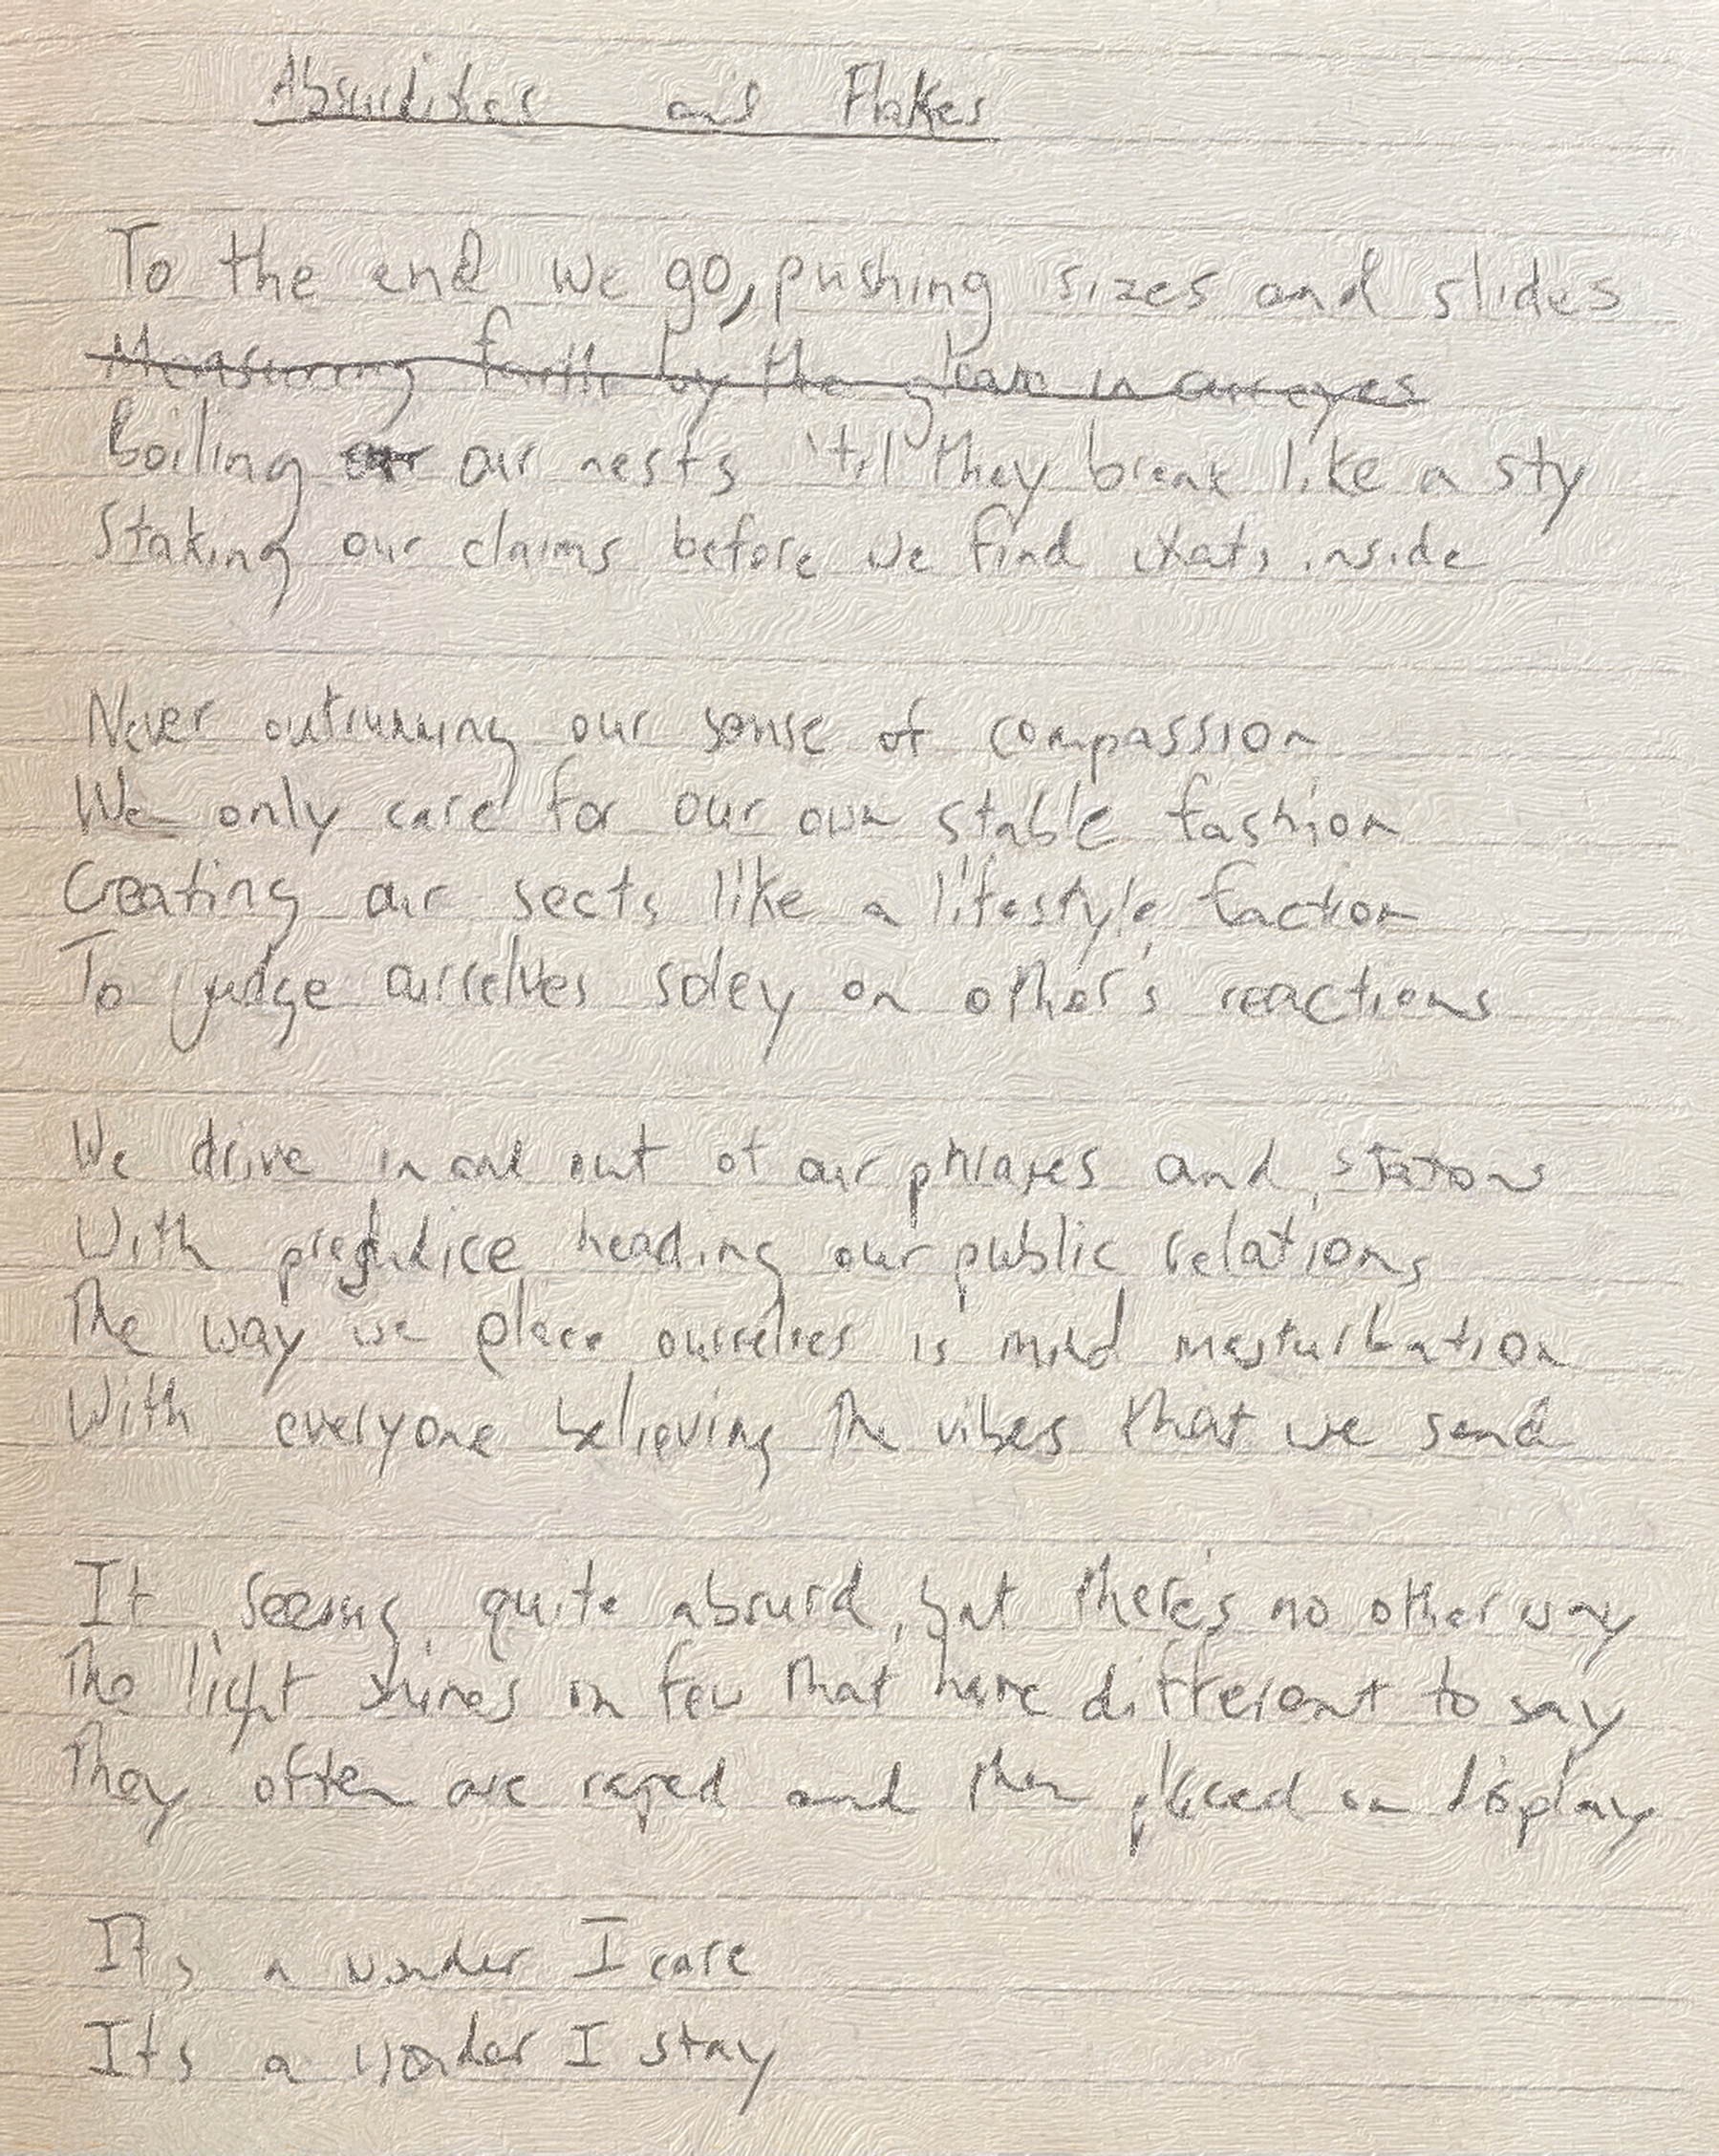 Absurdities and Flakes
To the end we go, pushing sizes and slides
Measuring forth by the gleam in our eyes
Boiling our nests 'til they break like a sty
Staking our claims before we find whats inside
Never outrunning our sense of compassion
We only care for our own stable fashion
Creating our sects like a lifestyle faction
To judge ourselves soley on other's reactions
We drive in and out of our phrases and
With prejudice heading our public relations
The way we place ourselves is mild masturbation
With everyone believing the vibes that we send
It seems quite absurd, but there's no other way
The light shines in few that have different to say
They often are raped and then placed on display
It's a wonder I care
It's a wonder I stay